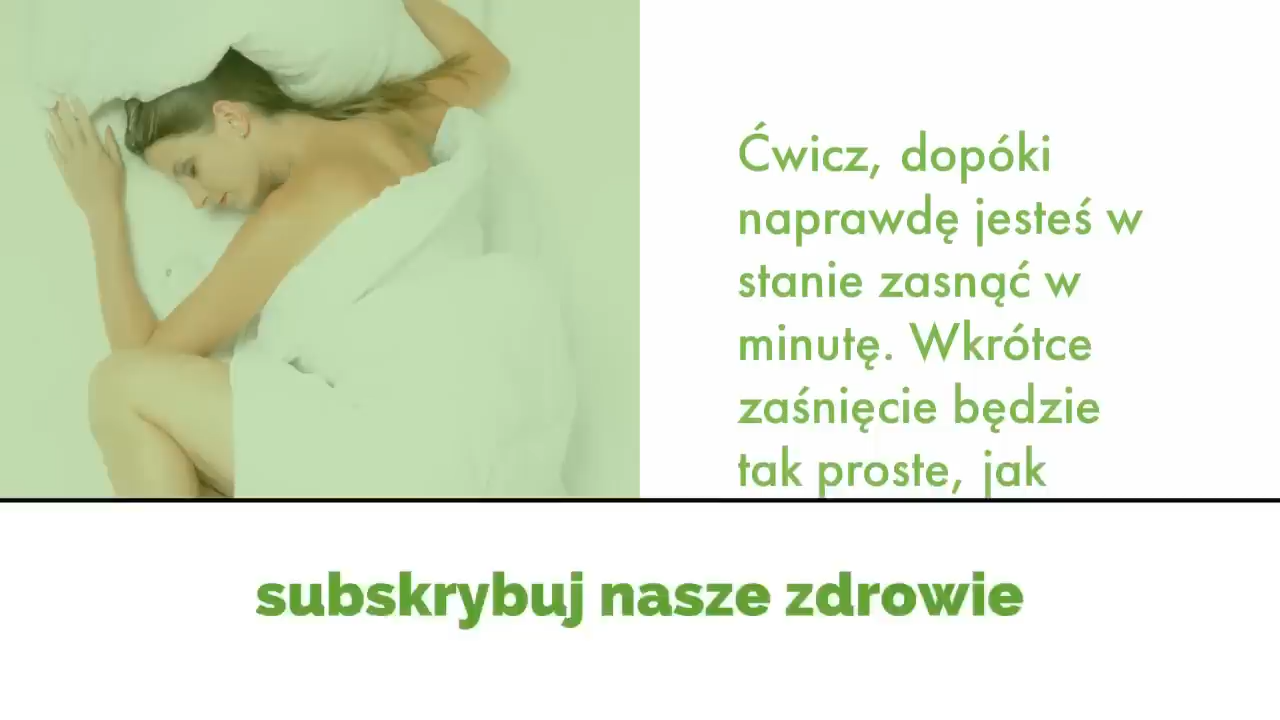 Ćwicz, dopóki
naprawdę jesteś w
stanie zasnąć w
minutę. Wkrótce
zaśnięcie będzie
tak proste, jak
subskrybuj nasze zdrowie